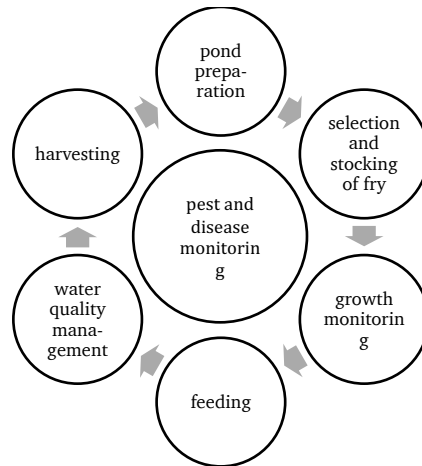 pond
prepa-
ration
selection
and
stocking
of fry
growth
monitorin
g
feeding
water
quality
mana-
gement
harvesting
pest and
disease
monitorin
g